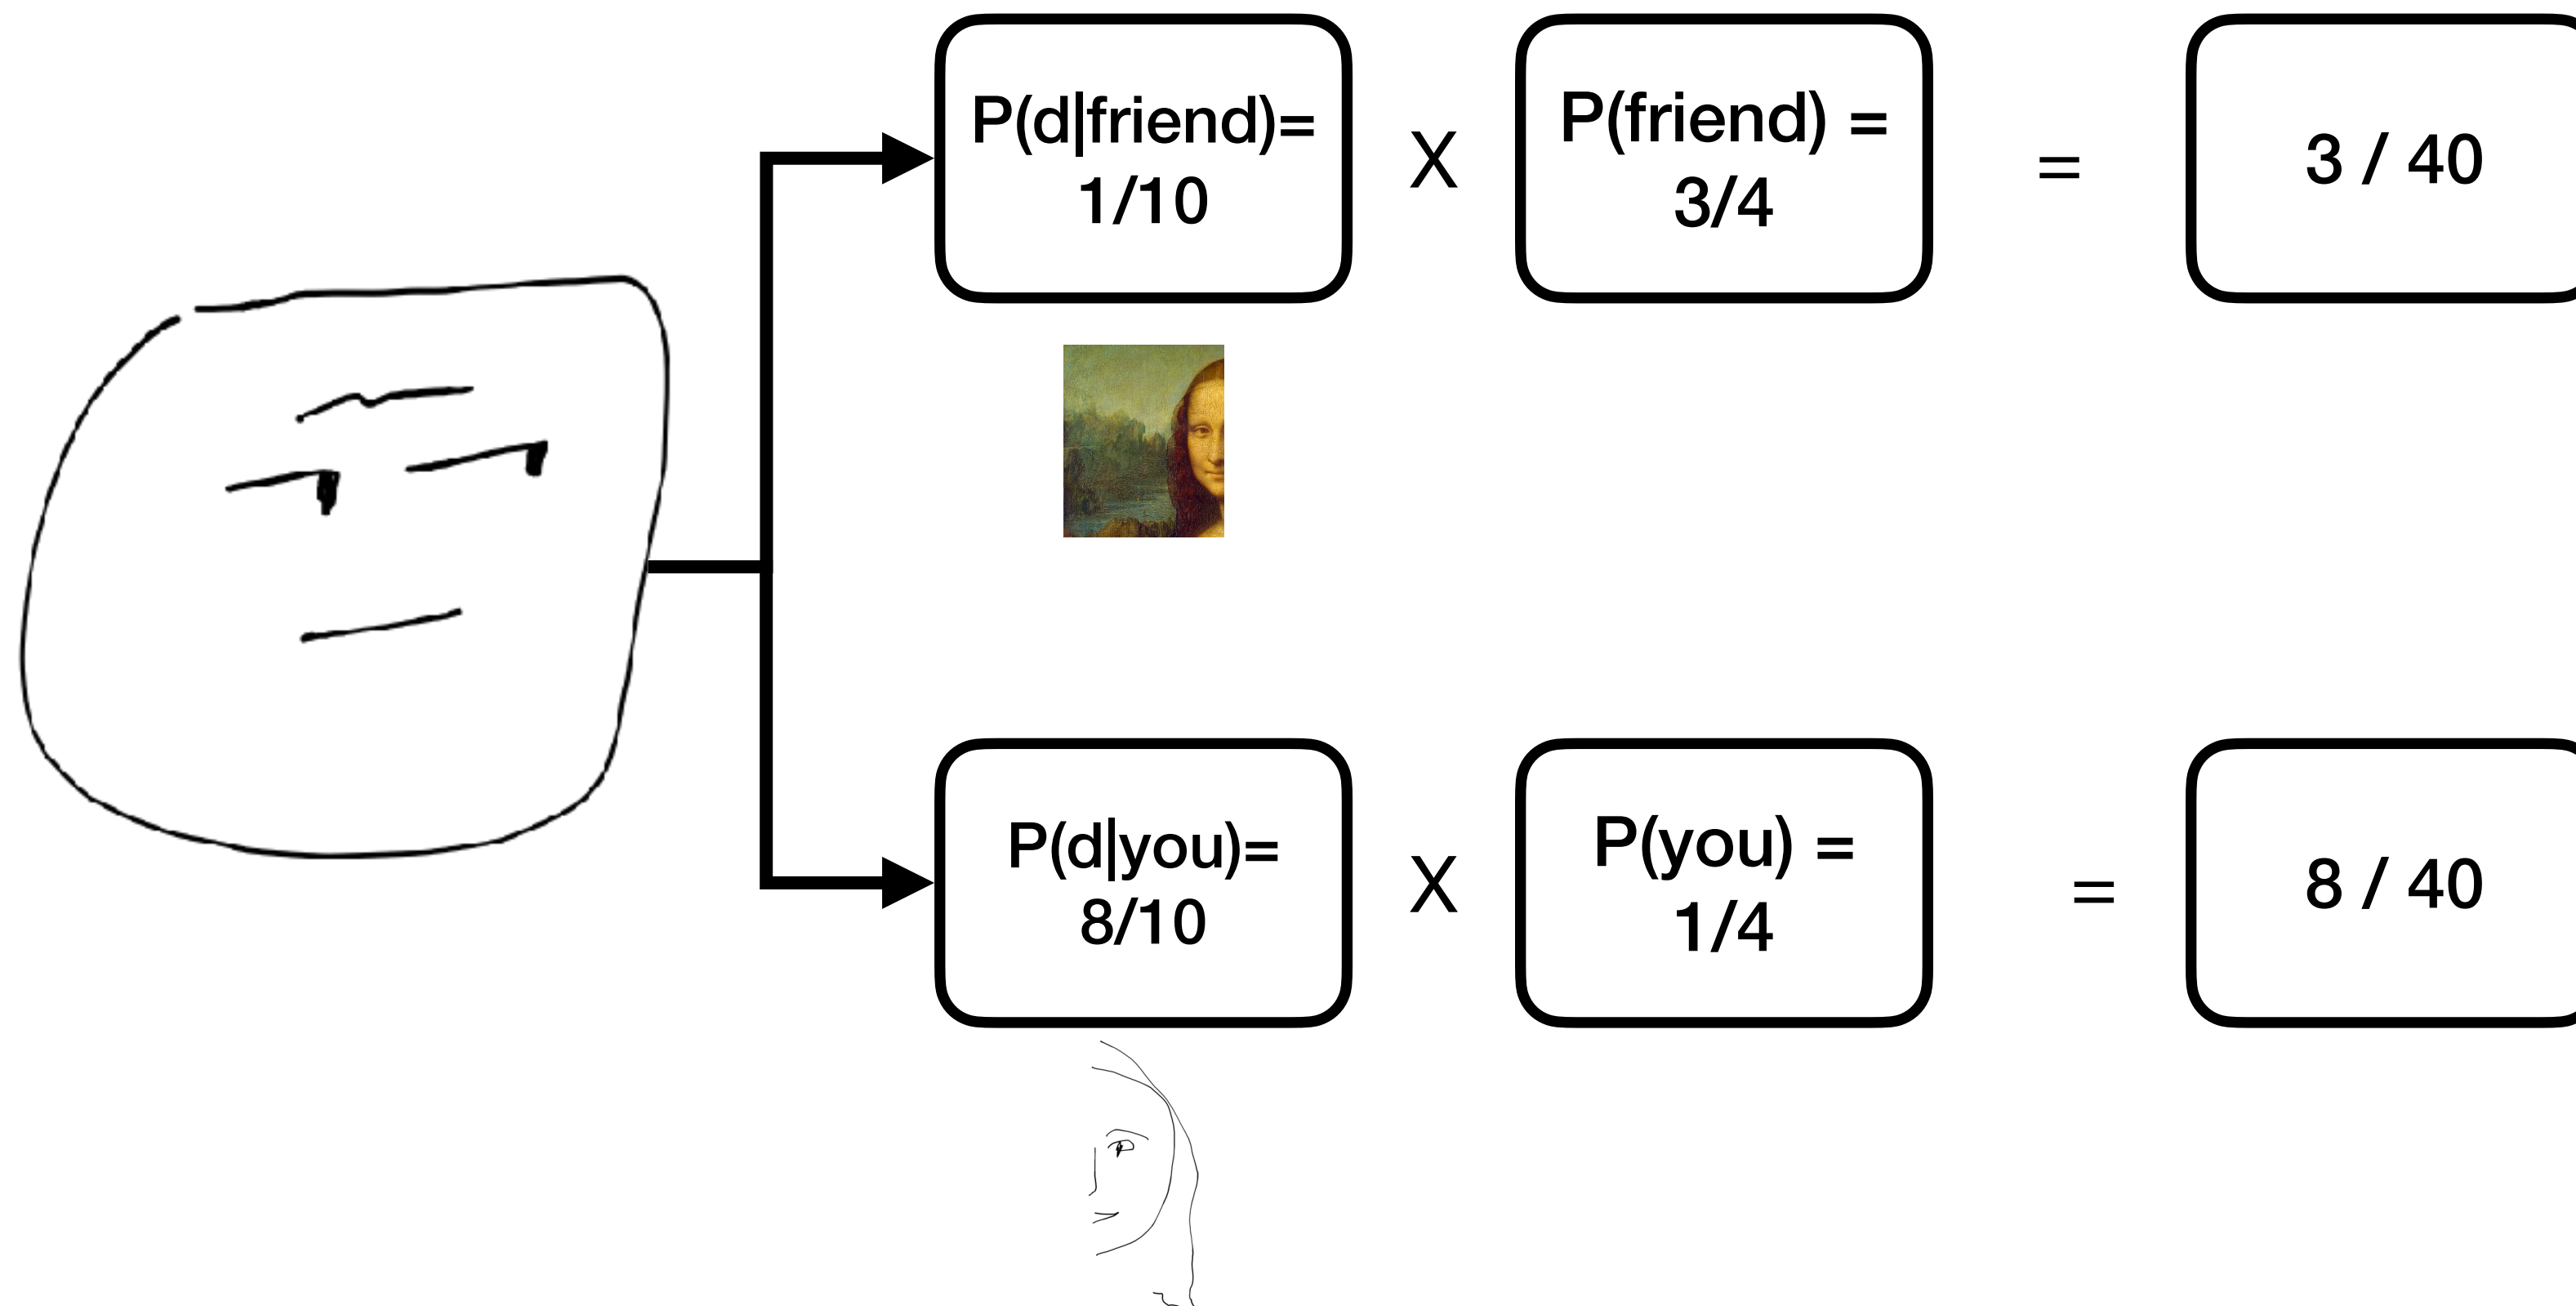 P(d|friend)=
1/10
X
P(friend) =
3/4
=
3 / 40
P(d|you)=
8/10
X
P(you) =
1/4
=
8 / 40